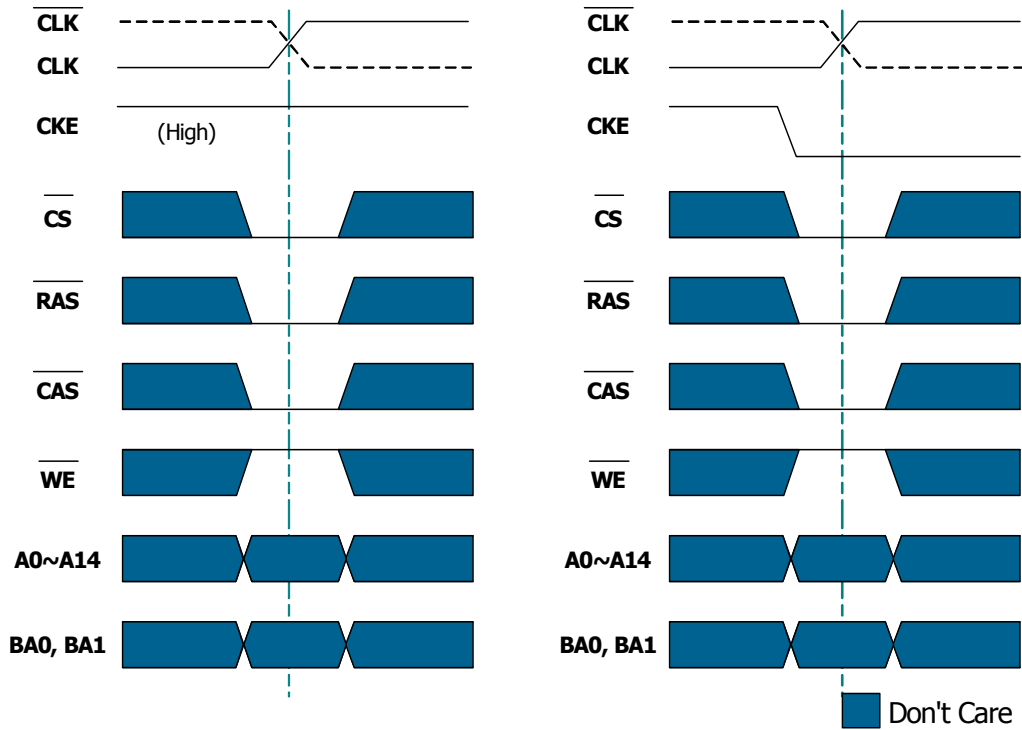 CLK
CLK
CKE
(High)
CS
RAS
CAS
WE
A0~A14
BA0, BA1
CLK
CLK
CKE
CS
RAS
CAS
WE
A0~A14
BA0, BA1
Don't Care